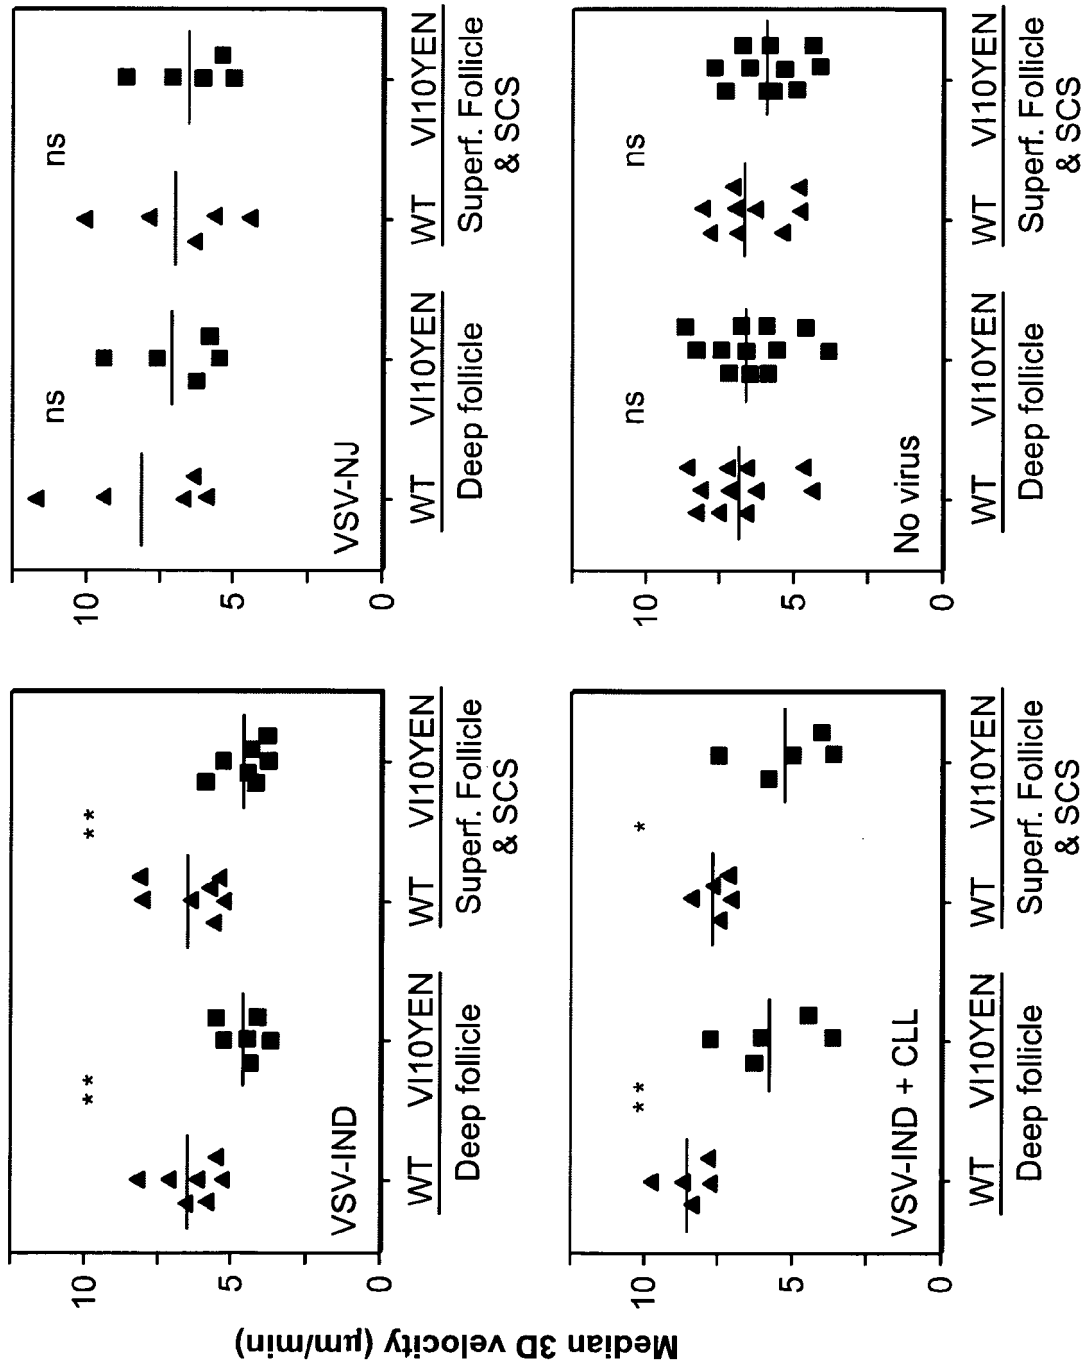 Median 3D velocity (µm/min)
10
5
0
VSV-IND
**
**
WT VI10YEN WT VI10YEN
Deep follicle Superf. Follicle
& SCS
10
5
0
VSV-NJ
ns
ns
WT VI10YEN WT VI10YEN
Deep follicle Superf. Follicle
& SCS
10
5
0
VSV-IND + CLL
**
*
WT VI10YEN WT VI10YEN
Deep follicle Superf. Follicle
& SCS
10
5
0
No virus
ns
ns
WT VI10YEN WT VI10YEN
Deep follicle Superf. Follicle
& SCS